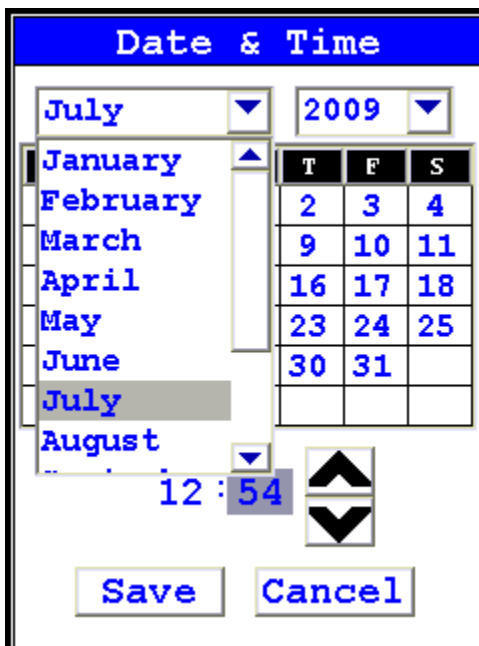 Date & Time
July 2009
January T F S
February 2 3 4
March 9 10 11
April 16 17 18
May 23 24 25
June 30 31
July
August
12:54
Save Cancel